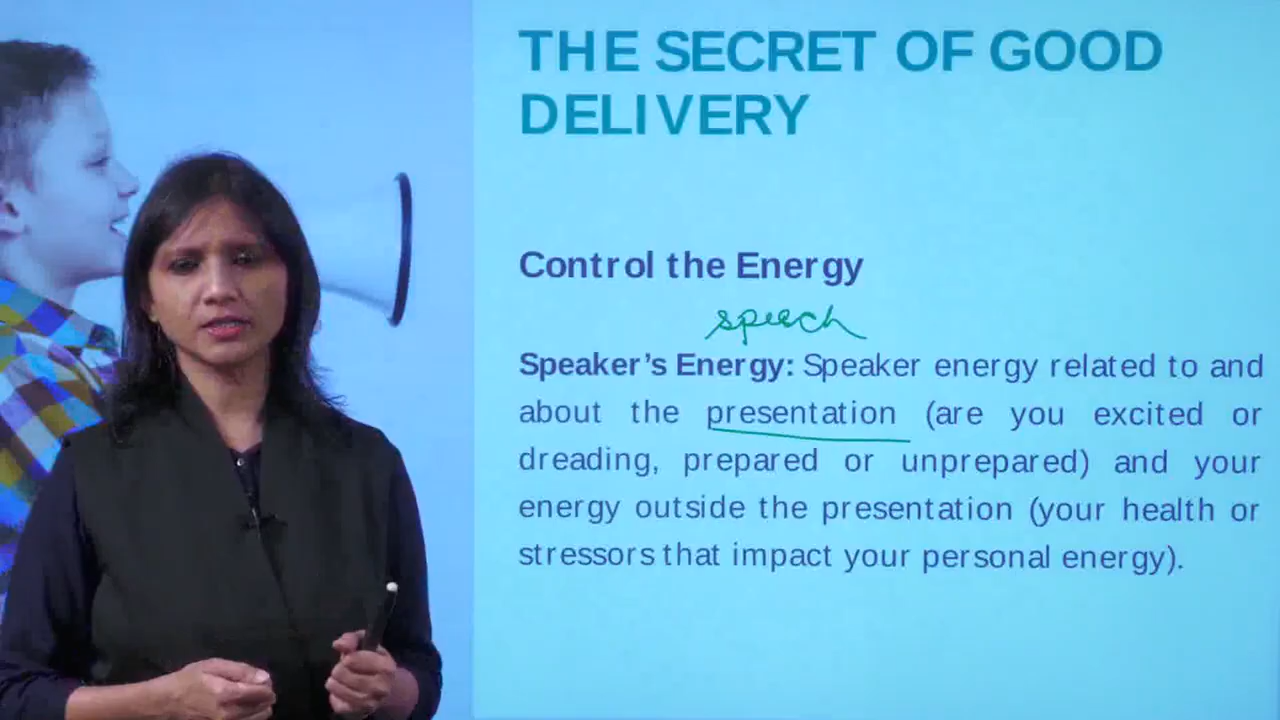 THE SECRET OF GOOD
DELIVERY
Control the Energy
speech
Speaker's Energy: Speaker energy related to and
about the presentation (are you excited or
dreading, prepared or unprepared) and your
energy outside the presentation (your health or
stressors that impact your personal energy).